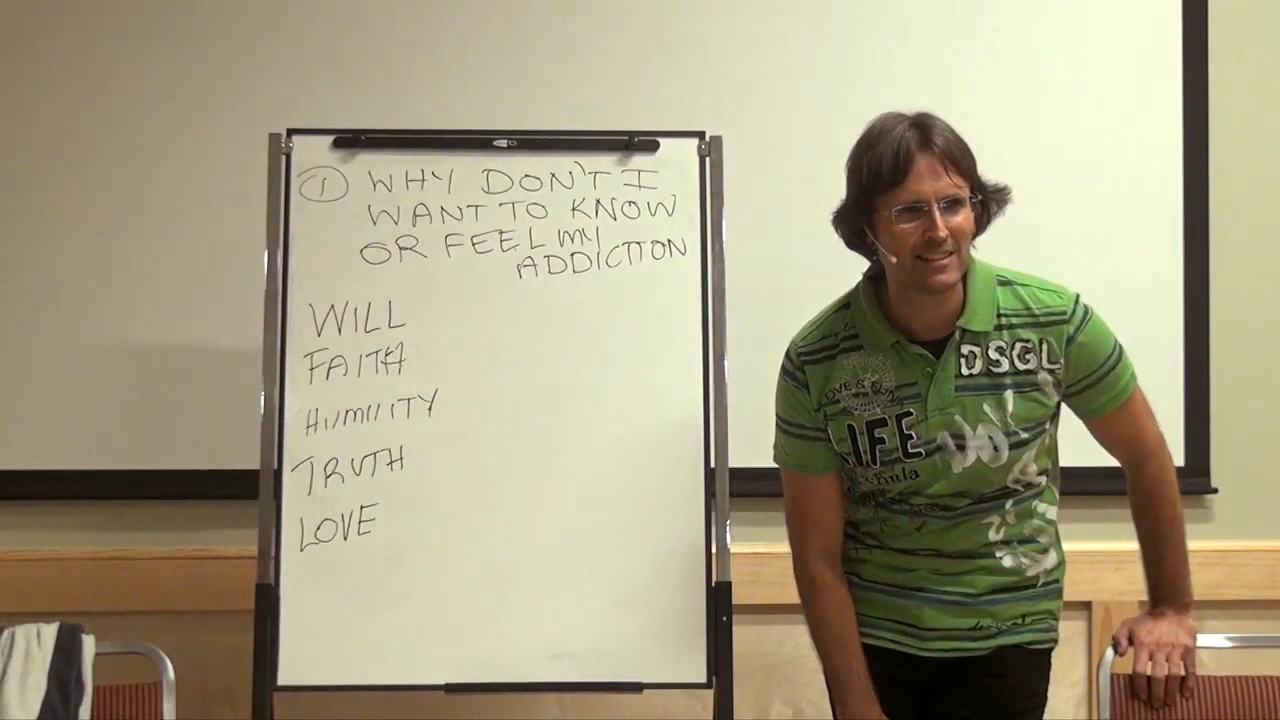 ① WHY DON'T I
WANT TO KNOW
OR FEEL MY
ADDICTION
WILL
FAITH
HUMILITY
TRUTH
LOVE
DSGL
LIFE